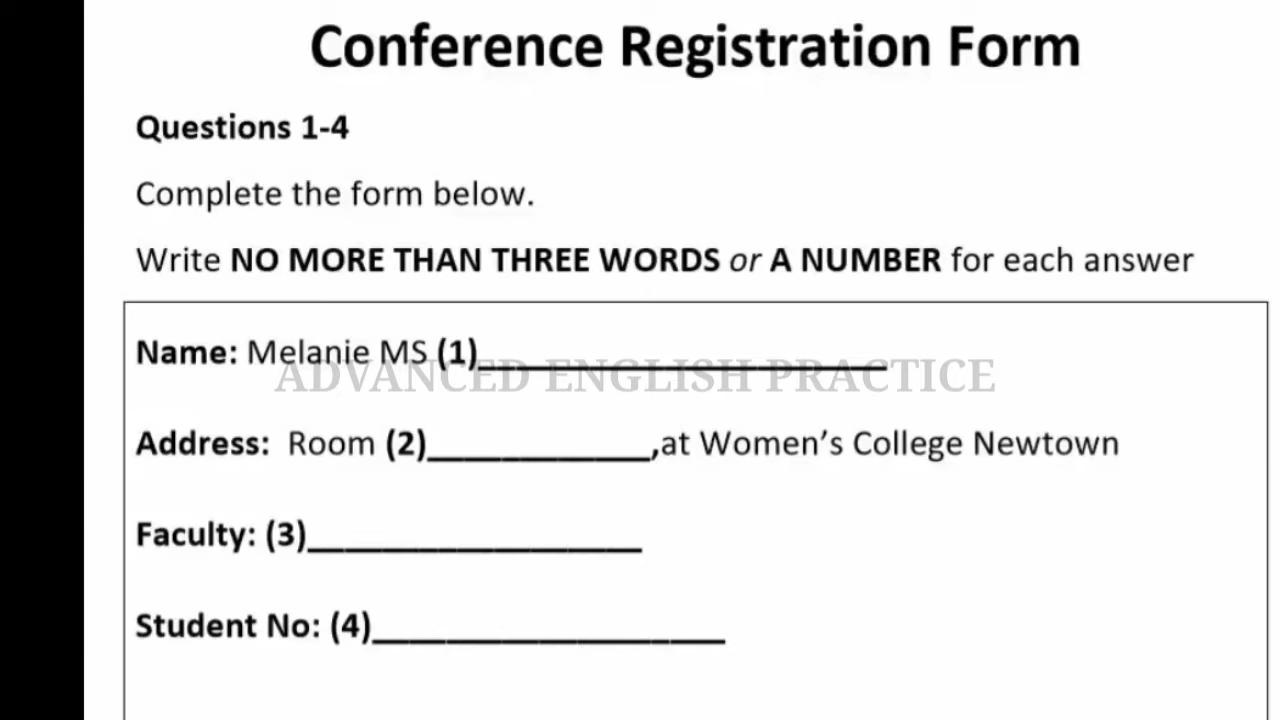 Conference Registration Form
Questions 1-4
Complete the form below.
Write NO MORE THAN THREE WORDS or A NUMBER for each answer
Name: Melanie MS (1)______________________
ADVANCED ENGLISH PRACTICE
Address: Room (2)____________,at Women’s College Newtown
Faculty: (3)__________________
Student No: (4)___________________